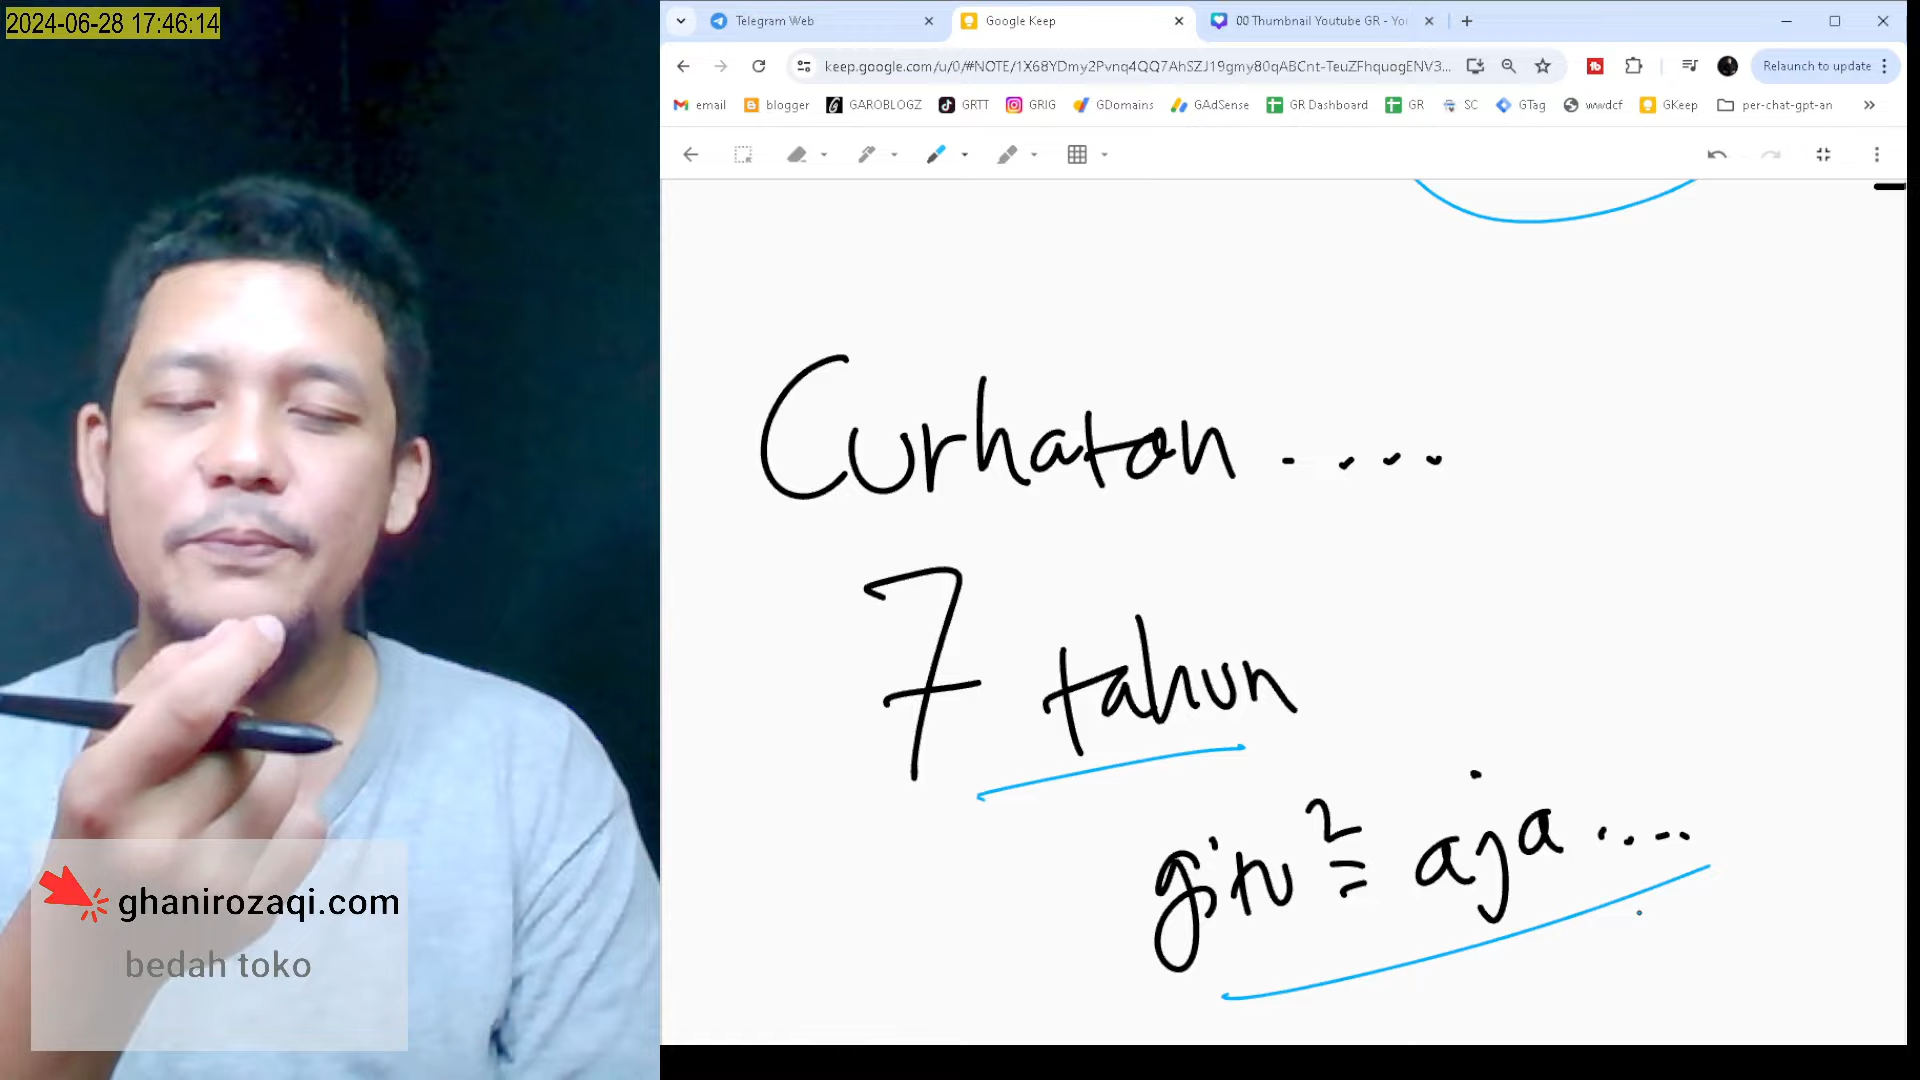 2024-06-28 17:46:14
Telegram Web
Google Keep
00 Thumbnail Youtube GR - Yo
keep.google.com/u/0/#NOTE/1X68YDmy2Pvnq4QQ7AhSZJ19gmy80qABCnt-TeuZFhquogENV3...
Relaunch to update
email
blogger
GAROBLOGZ
GRTT
GRIG
GDomains
GAdSense
GR Dashboard
GR
SC
GTag
wwdcf
GKeep
per-chat-gpt-an
Curhatan ....
7 tahun
gitu² = aja ....
ghanirozaqi.com
bedah toko